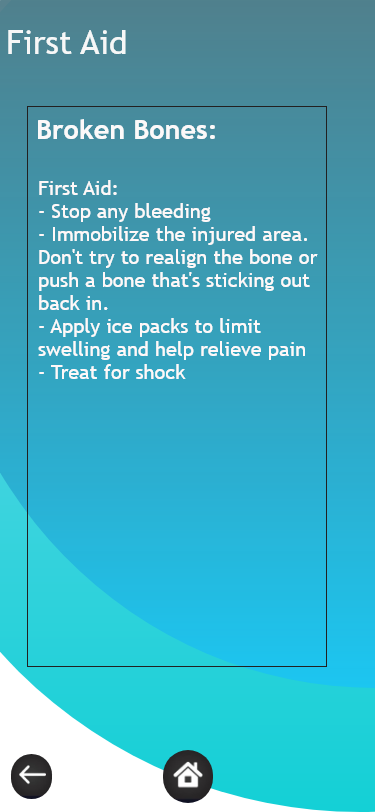 First Aid
Broken Bones:
First Aid:
- Stop any bleeding
- Immobilize the injured area.
Don't try to realign the bone or
push a bone that's sticking out
back in.
- Apply ice packs to limit
swelling and help relieve pain
- Treat for shock